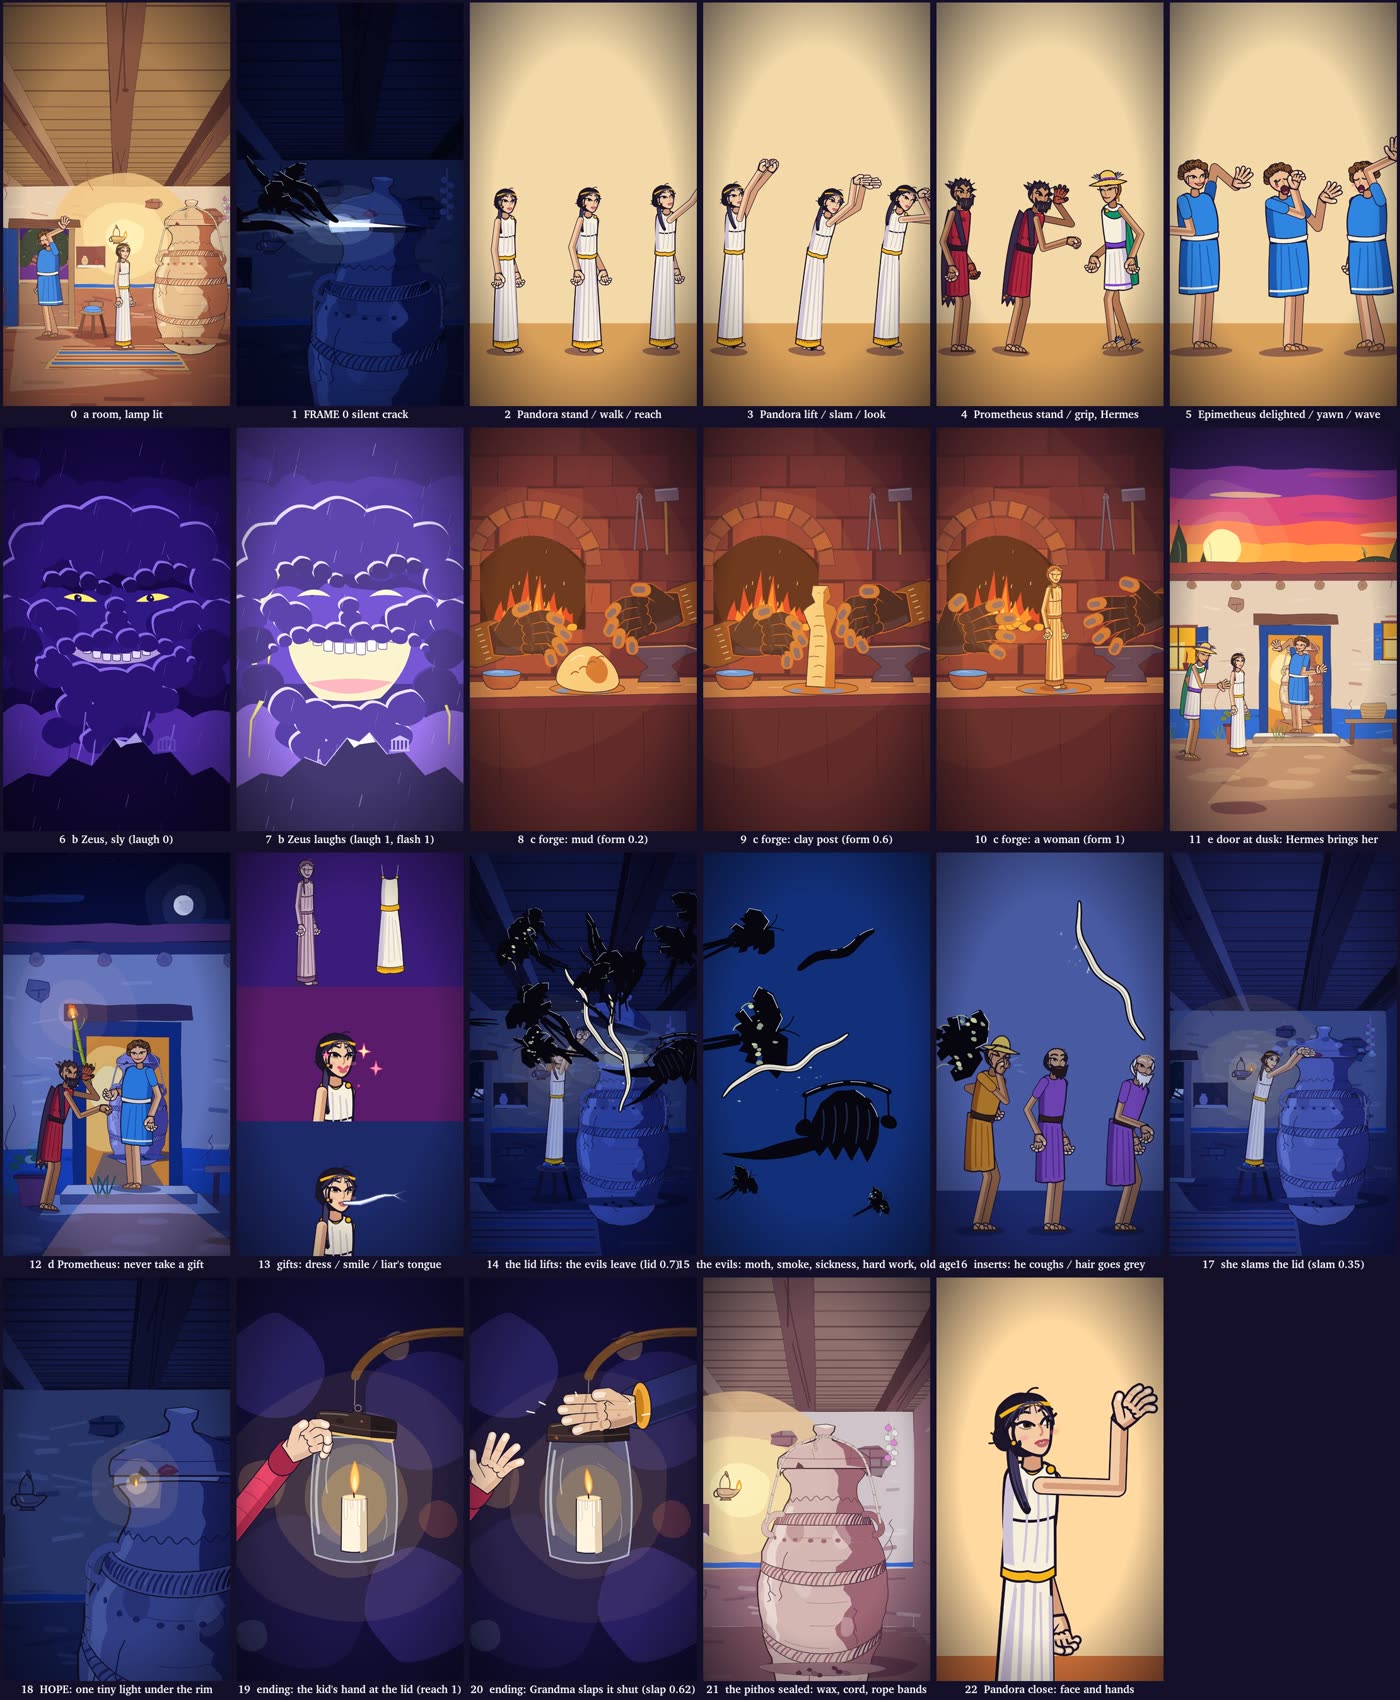 0 a room, lamp lit
1 FRAME 0 silent crack
2 Pandora stand / walk / reach
3 Pandora lift / slam / look
4 Prometheus stand / grip, Hermes
5 Epimetheus delighted / yawn / wave
6 b Zeus, sly (laugh 0)
7 b Zeus laughs (laugh 1, flash 1)
8 c forge: mud (form 0.2)
9 c forge: clay post (form 0.6)
10 c forge: a woman (form 1)
11 e door at dusk: Hermes brings her
12 d Prometheus: never take a gift
13 gifts: dress / smile / liar's tongue
14 the lid lifts: the evils leave (lid 0.7)
15 the evils: moth, smoke, sickness, hard work, old age
16 inserts: he coughs / hair goes grey
17 she slams the lid (slam 0.35)
18 HOPE: one tiny light under the rim
19 ending: the kid's hand at the lid (reach 1)
20 ending: Grandma slaps it shut (slap 0.62)
21 the pithos sealed: wax, cord, rope bands
22 Pandora close: face and hands